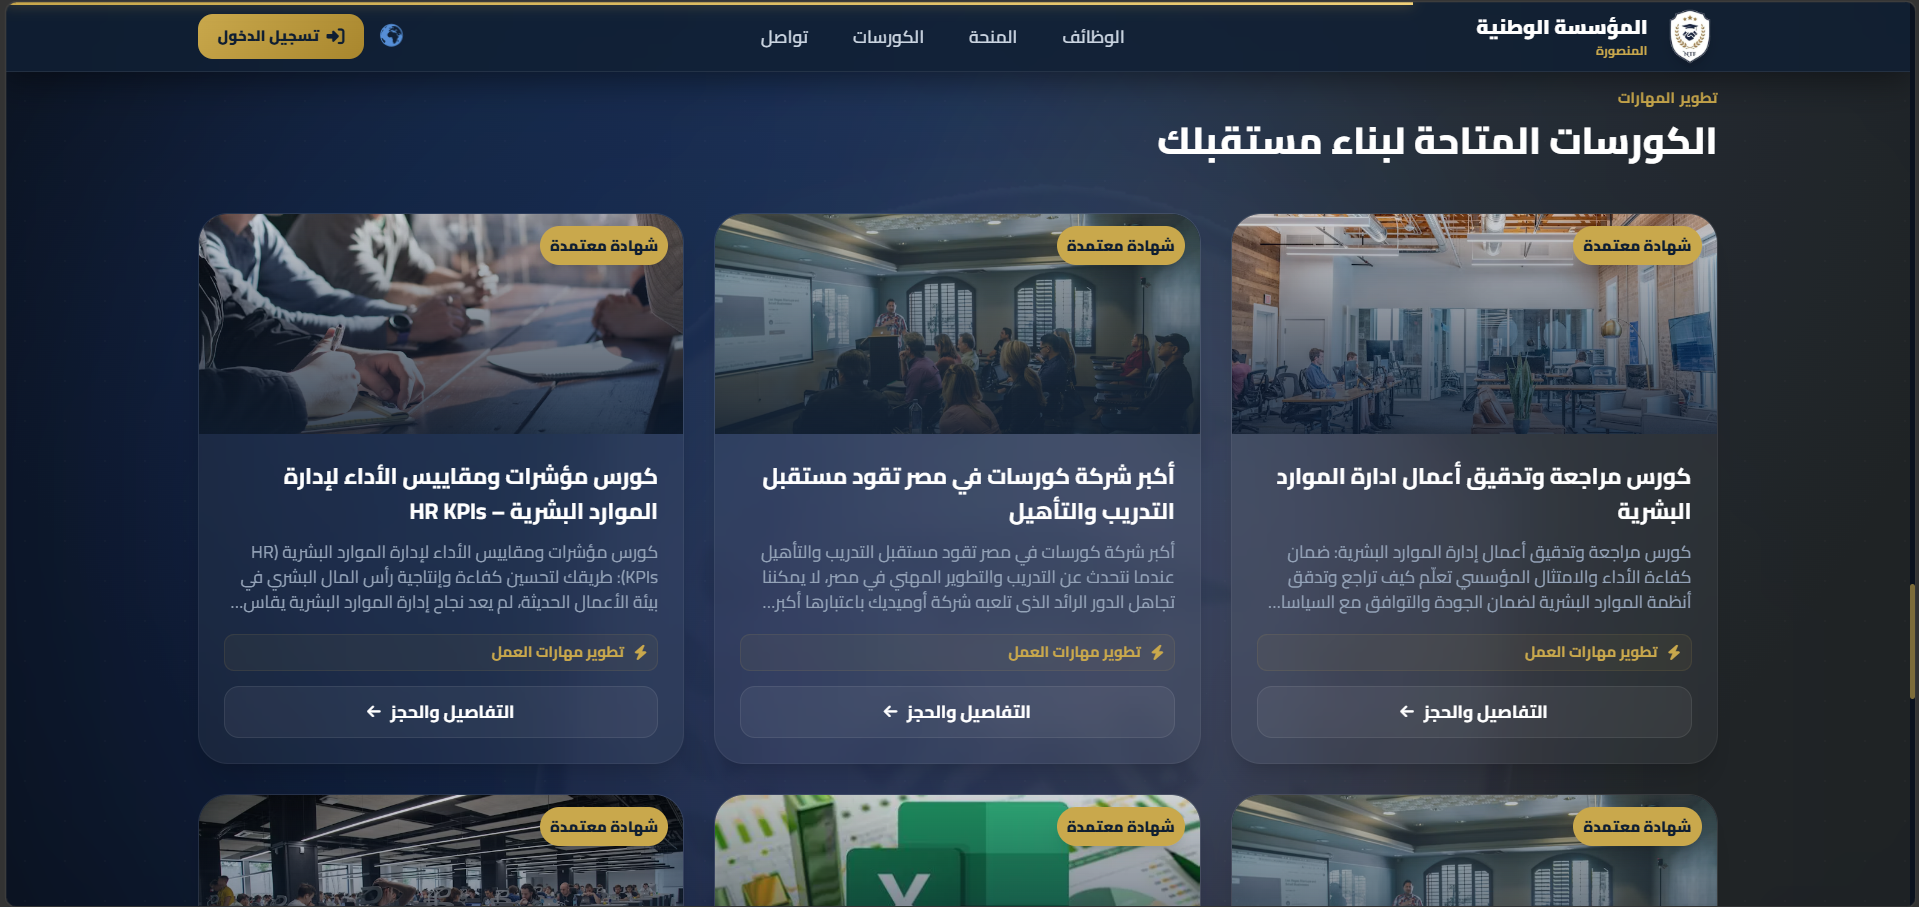 المؤسسة الوطنية
المنصورة
الوظائف
المنحة
الكورسات
تواصل
تسجيل الدخول
تطوير المهارات
الكورسات المتاحة لبناء مستقبلك
شهادة معتمدة
كورس مراجعة وتدقيق أعمال ادارة الموارد
البشرية
كورس مراجعة وتدقيق أعمال إدارة الموارد البشرية: ضمان
كفاءة الأداء والامتثال المؤسسي تعلّم كيف تراجع وتدقق
أنظمة الموارد البشرية لضمان الجودة والتوافق مع السياسا...
تطوير مهارات العمل
التفاصيل والحجز ←
شهادة معتمدة
أكبر شركة كورسات في مصر تقود مستقبل
التدريب والتأهيل
أكبر شركة كورسات في مصر تقود مستقبل التدريب والتأهيل
عندما نتحدث عن التدريب والتطوير المهني في مصر، لا يمكننا
تجاهل الدور الرائد الذي تلعبه شركة أوميديك باعتبارها أكبر...
تطوير مهارات العمل
التفاصيل والحجز ←
شهادة معتمدة
كورس مؤشرات ومقاييس الأداء لإدارة
الموارد البشرية – HR KPIs
كورس مؤشرات ومقاييس الأداء لإدارة الموارد البشرية (HR
KPIs): طريقك لتحسين كفاءة وإنتاجية رأس المال البشري في
بيئة الأعمال الحديثة، لم يعد نجاح إدارة الموارد البشرية يقاس...
تطوير مهارات العمل
التفاصيل والحجز ←
شهادة معتمدة
شهادة معتمدة
شهادة معتمدة